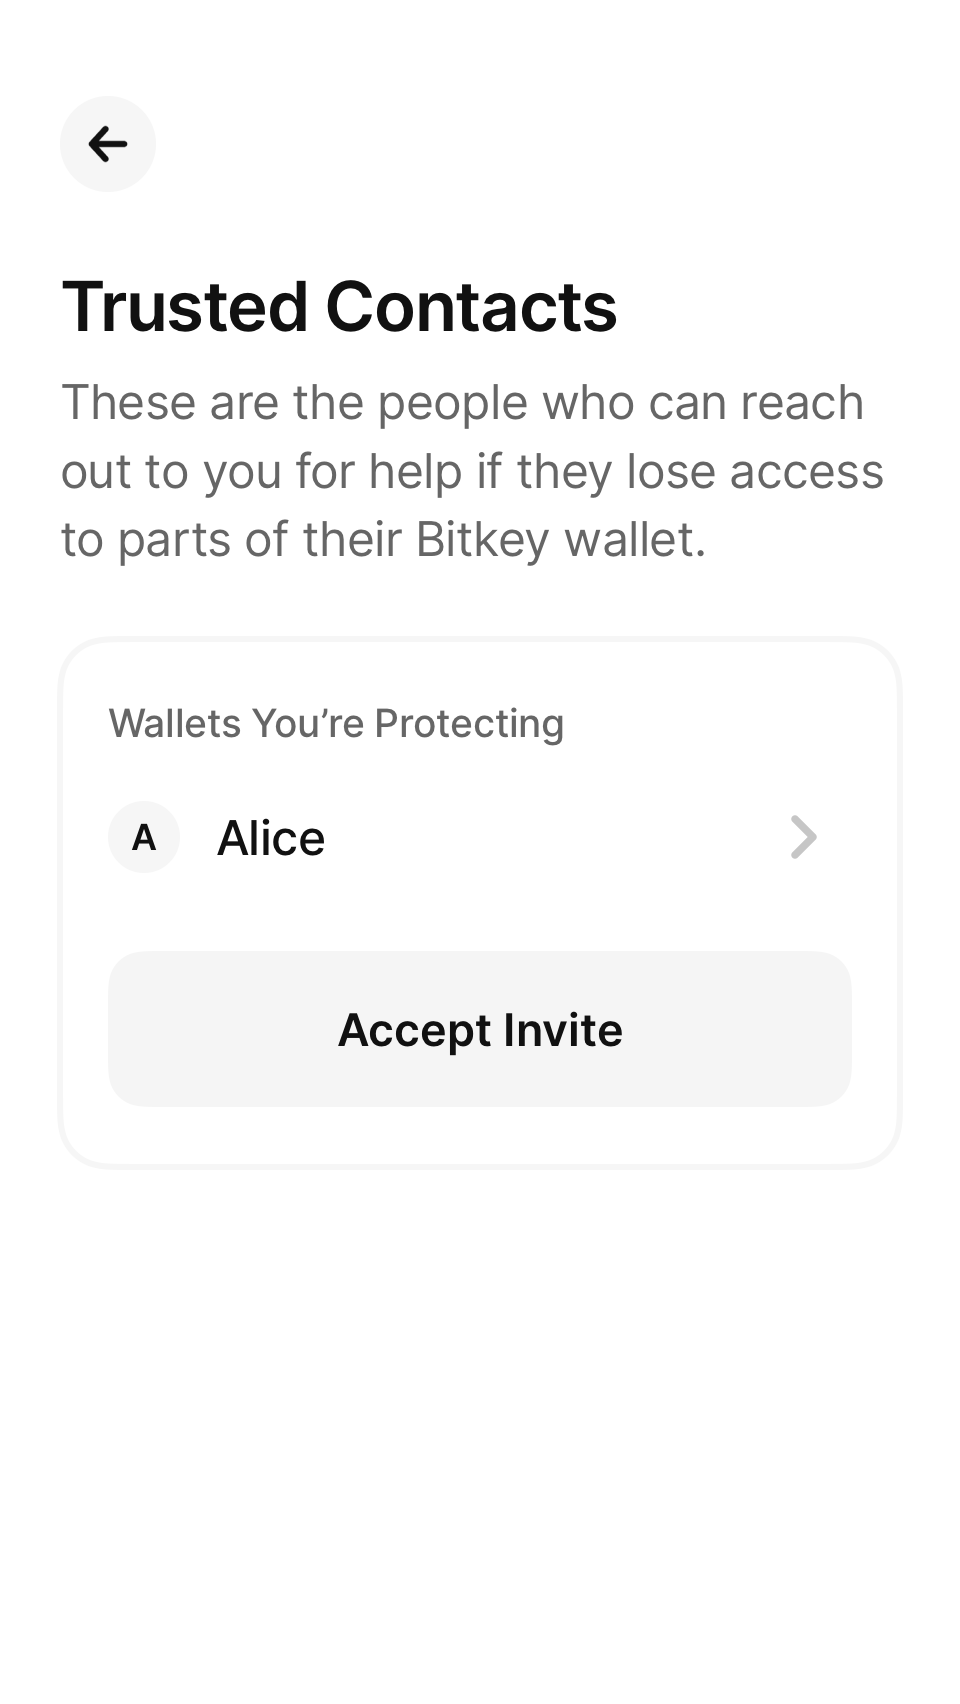 Trusted Contacts
These are the people who can reach
out to you for help if they lose access
to parts of their Bitkey wallet.
Wallets You’re Protecting
A Alice
Accept Invite